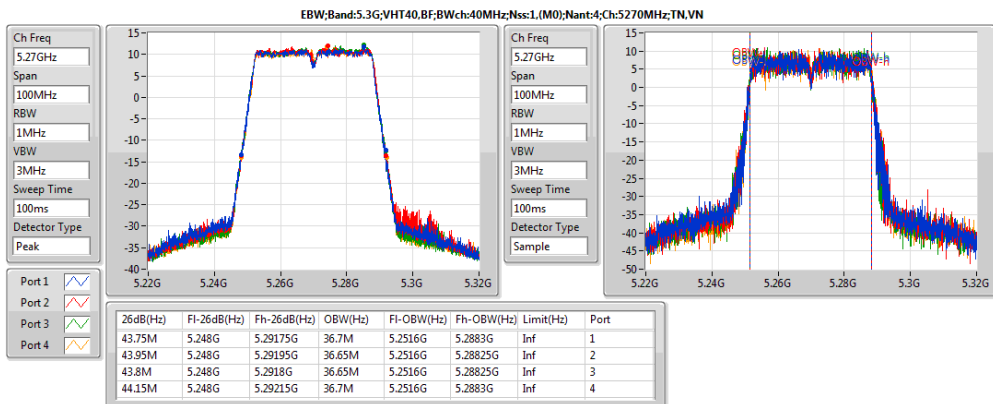 EBW;Band:5.3G;VHT40,BF;BWch:40MHz;Nss:1,(M0);Nant:4;Ch:5270MHz;TN,VN
Ch Freq
5.27GHz
Span
100MHz
RBW
1MHz
VBW
3MHz
Sweep Time
100ms
Detector Type
Peak
15
10
5
0
-5
-10
-15
-20
-25
-30
-35
-40
5.22G 5.24G 5.26G 5.28G 5.3G 5.32G
Ch Freq
5.27GHz
Span
100MHz
RBW
1MHz
VBW
3MHz
Sweep Time
100ms
Detector Type
Sample
15
10
5
0
-5
-10
-15
-20
-25
-30
-35
-40
-45
-50
5.22G 5.24G 5.26G 5.28G 5.3G 5.32G
Port 1
Port 2
Port 3
Port 4
26dB(Hz) Fl-26dB(Hz) Fh-26dB(Hz) OBW(Hz) Fl-OBW(Hz) Fh-OBW(Hz) Limit(Hz) Port
43.75M 5.248G 5.29175G 36.7M 5.2516G 5.2883G Inf 1
43.95M 5.248G 5.29195G 36.65M 5.2516G 5.28825G Inf 2
43.8M 5.248G 5.2918G 36.65M 5.2516G 5.28825G Inf 3
44.15M 5.248G 5.29215G 36.7M 5.2516G 5.2883G Inf 4